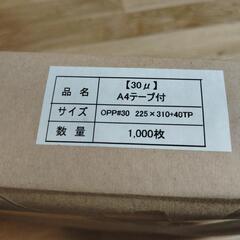 【30μ】
品名 A4テープ付
サイズ OPP#30 225×310+40TP
数量 1,000枚